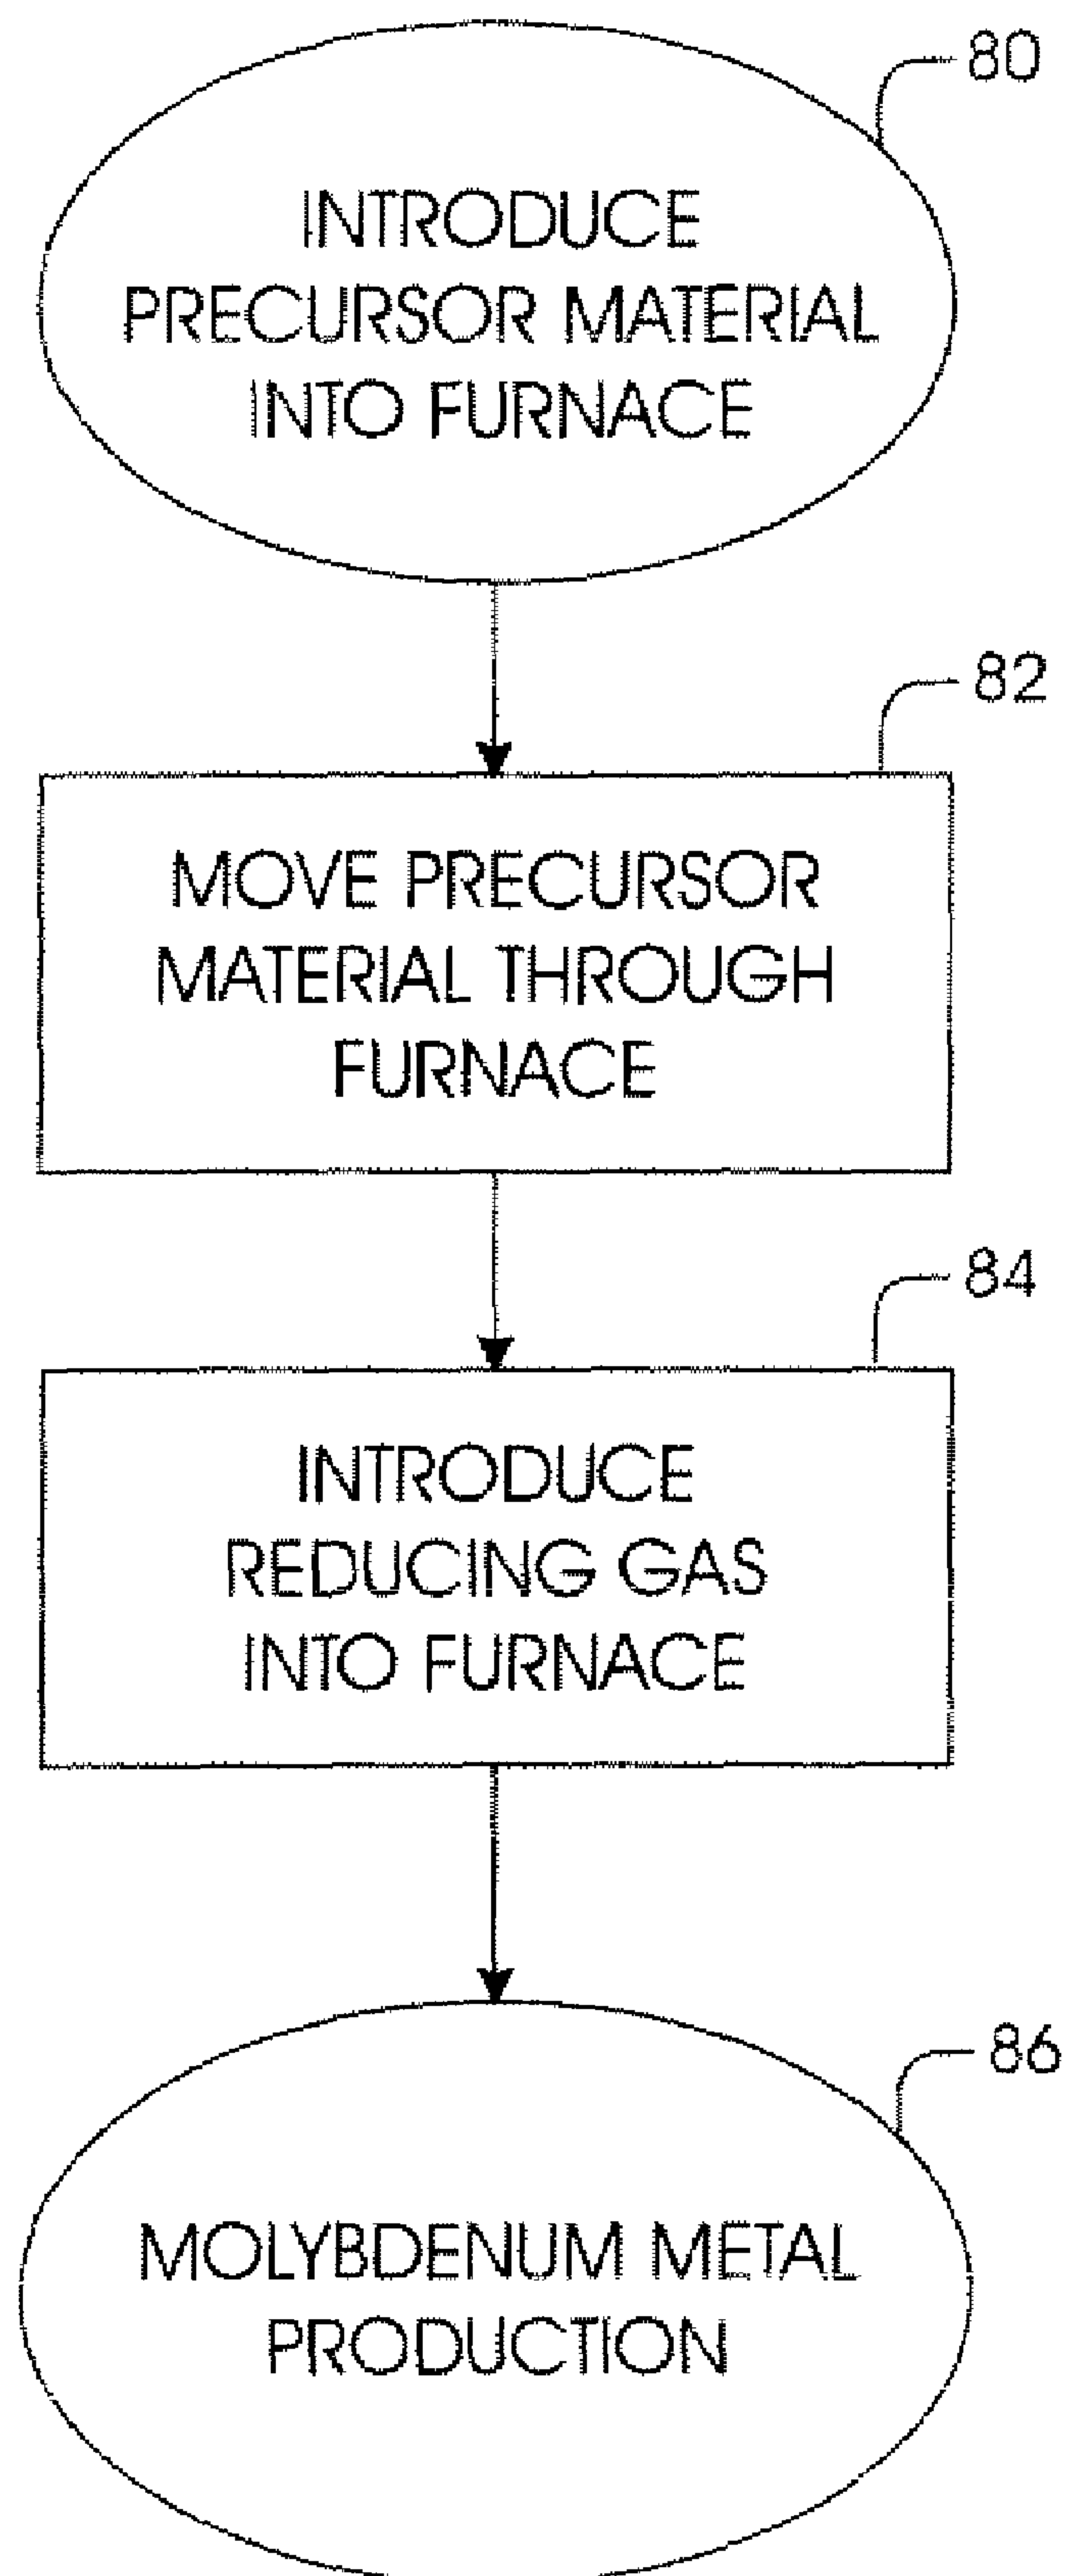 80
INTRODUCE
PRECURSOR MATERIAL
INTO FURNACE
82
MOVE PRECURSOR
MATERIAL THROUGH
FURNACE
84
INTRODUCE
REDUCING GAS
INTO FURNACE
86
MOLYBDENUM METAL
PRODUCTION